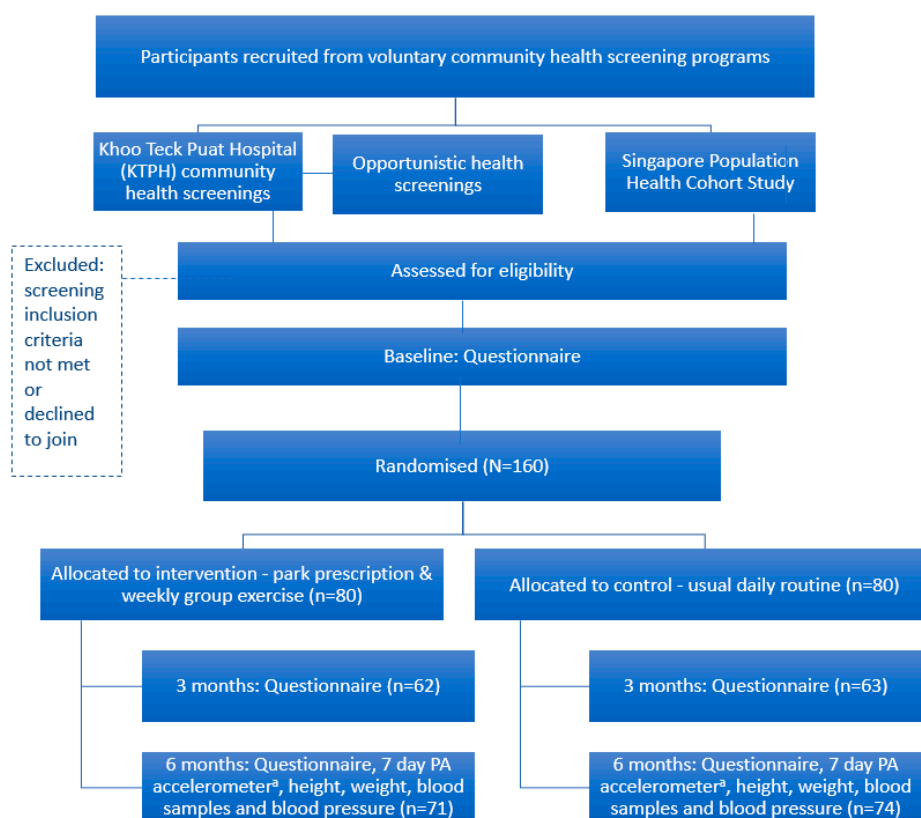 Participants recruited from voluntary community health screening programs
Khoo Teck Puat Hospital
(KTPH) community
health screenings
Opportunistic health
screenings
Singapore Population
Health Cohort Study
Excluded:
screening
inclusion
criteria
not met
or
declined
to join
Assessed for eligibility
Baseline: Questionnaire
Randomised (N=160)
Allocated to intervention - park prescription &
weekly group exercise (n=80)
Allocated to control - usual daily routine (n=80)
3 months: Questionnaire (n=62)
3 months: Questionnaire (n=63)
6 months: Questionnaire, 7 day PA
accelerometerᵃ, height, weight, blood
samples and blood pressure (n=71)
6 months: Questionnaire, 7 day PA
accelerometerᵃ, height, weight, blood
samples and blood pressure (n=74)